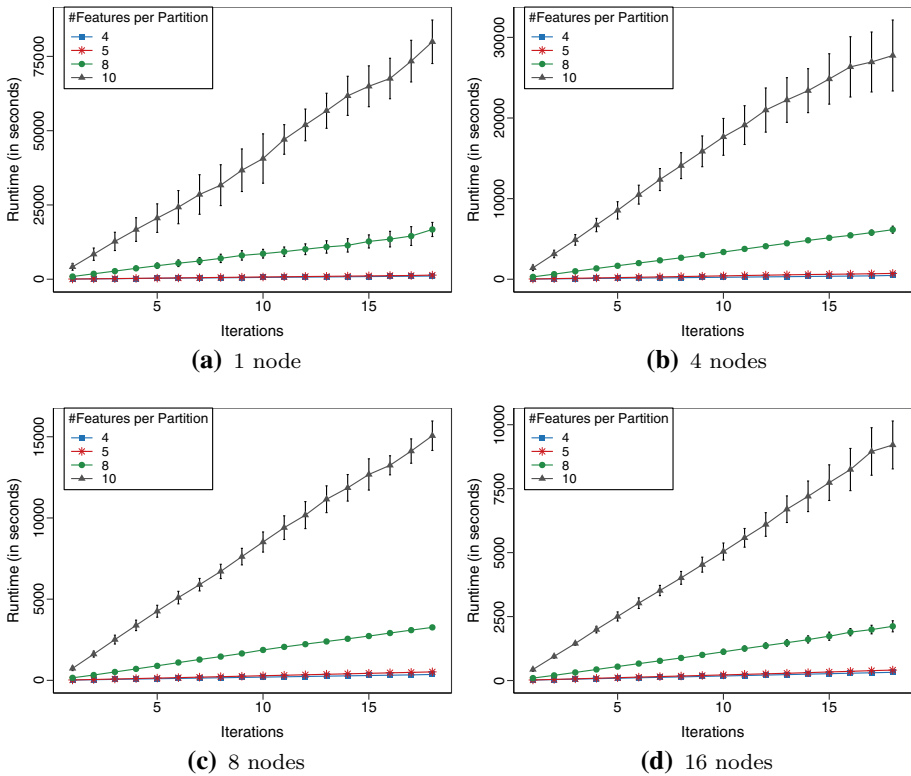 #Features per Partition
4
5
8
10
Runtime (in seconds)
75000
50000
25000
0
5
10
15
Iterations
(a) 1 node
#Features per Partition
4
5
8
10
Runtime (in seconds)
30000
20000
10000
0
5
10
15
Iterations
(b) 4 nodes
#Features per Partition
4
5
8
10
Runtime (in seconds)
15000
10000
5000
0
5
10
15
Iterations
(c) 8 nodes
#Features per Partition
4
5
8
10
Runtime (in seconds)
10000
7500
5000
2500
0
5
10
15
Iterations
(d) 16 nodes